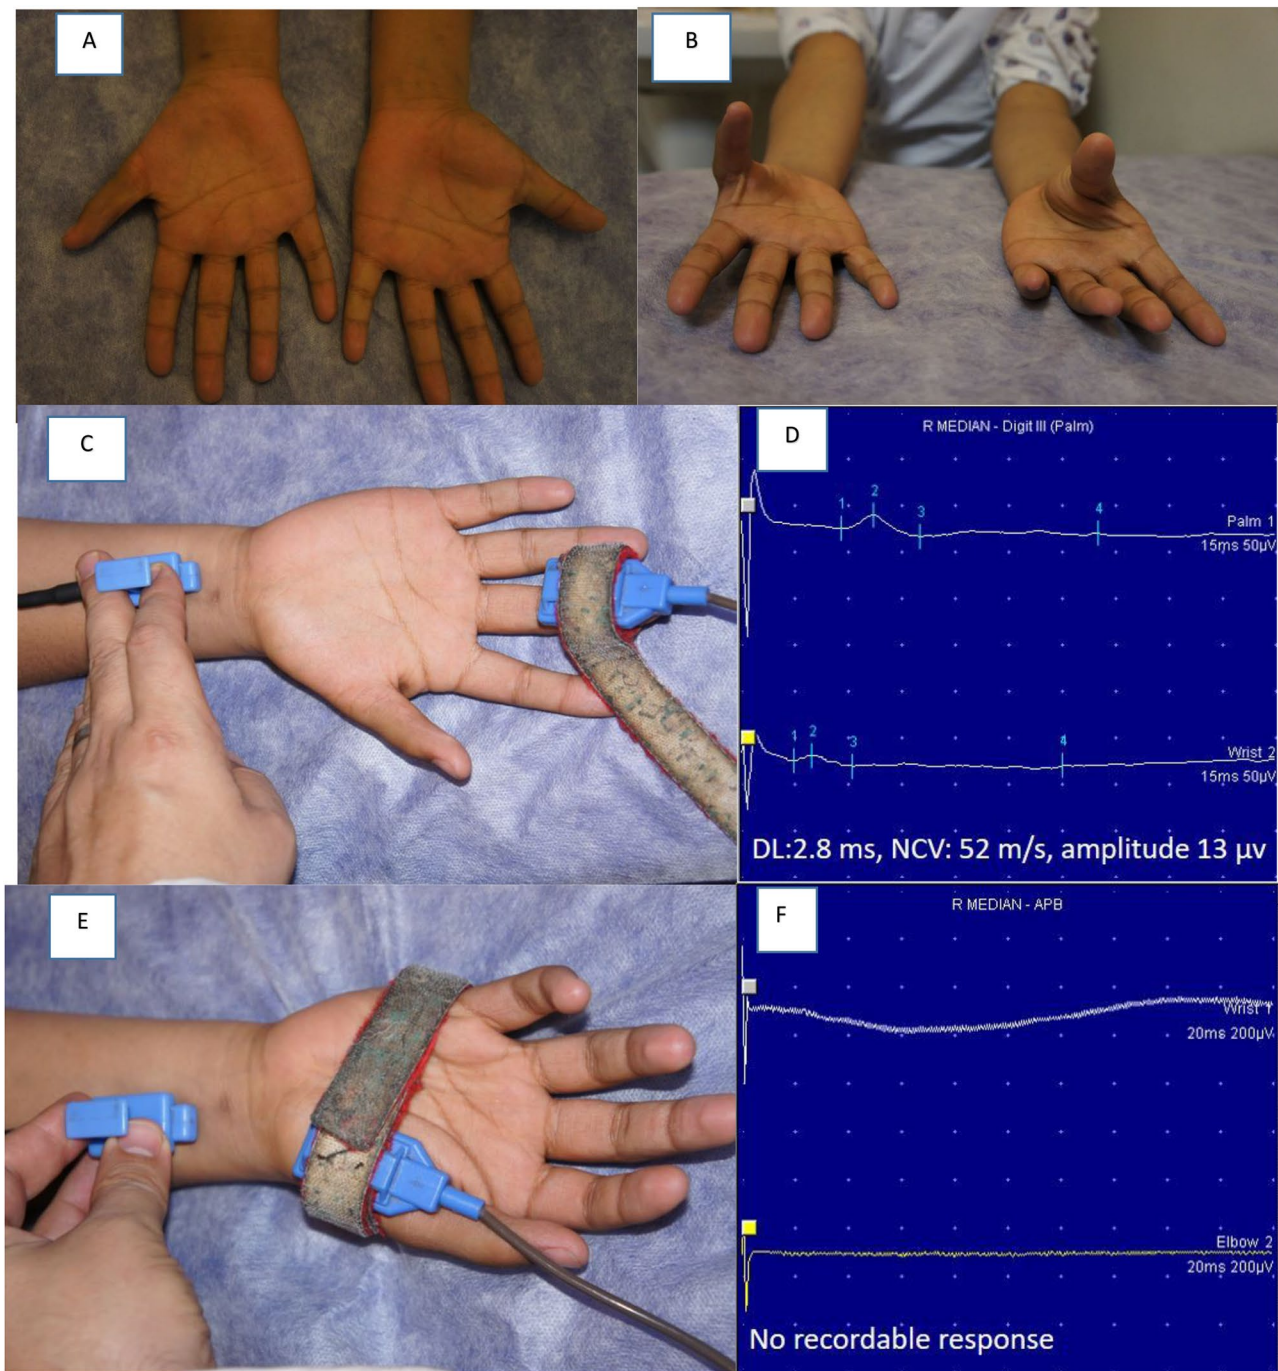 A
B
C
D
R MEDIAN - Digit III (Palm)
1
2
3
4
Palm 1
15ms 50µV
1
2
3
4
Wrist 2
15ms 50µV
DL:2.8 ms, NCV: 52 m/s, amplitude 13 µv
E
F
R MEDIAN - APB
Wrist 1
20ms 200µV
Elbow 2
20ms 200µV
No recordable response